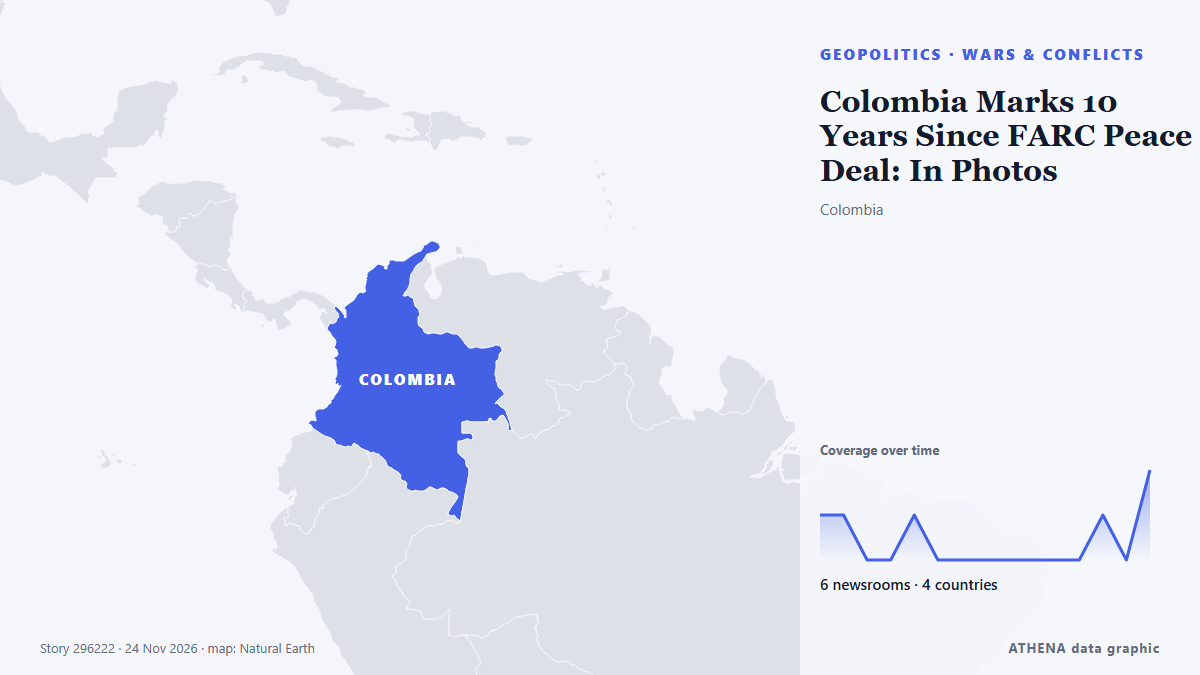 GEOPOLITICS · WARS & CONFLICTS
Colombia Marks 10
Years Since FARC Peace
Deal: In Photos
Colombia
COLOMBIA
Coverage over time
6 newsrooms · 4 countries
Story 296222 · 24 Nov 2026 · map: Natural Earth
ATHENA data graphic